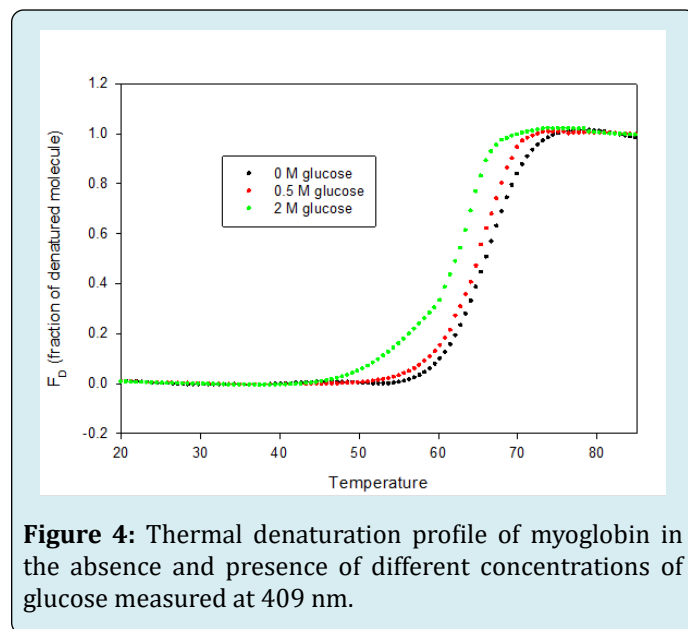 1.2
1.0
0.8
0.6
0.4
0.2
0.0
-0.2
F_D (fraction of denatured molecule)
0 M glucose
0.5 M glucose
2 M glucose
20 30 40 50 60 70 80
Temperature
Figure 4: Thermal denaturation profile of myoglobin in
the absence and presence of different concentrations of
glucose measured at 409 nm.